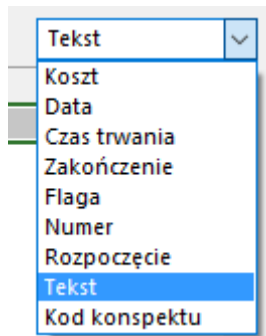 Tekst
Koszt
Data
Czas trwania
Zakończenie
Flaga
Numer
Rozpoczęcie
Tekst
Kod konspektu